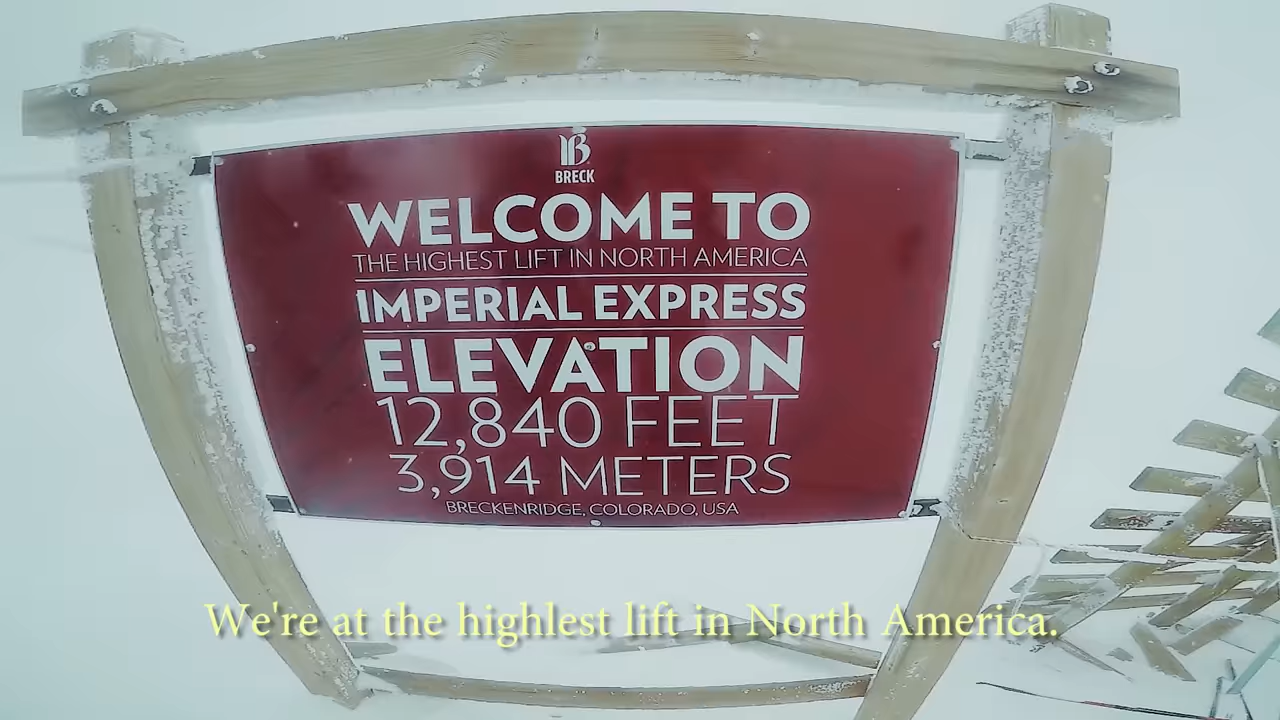 B
BRECK
WELCOME TO
THE HIGHEST LIFT IN NORTH AMERICA
IMPERIAL EXPRESS
ELEVATION
12,840 FEET
3,914 METERS
BRECKENRIDGE, COLORADO, USA
We're at the highlest lift in North America.